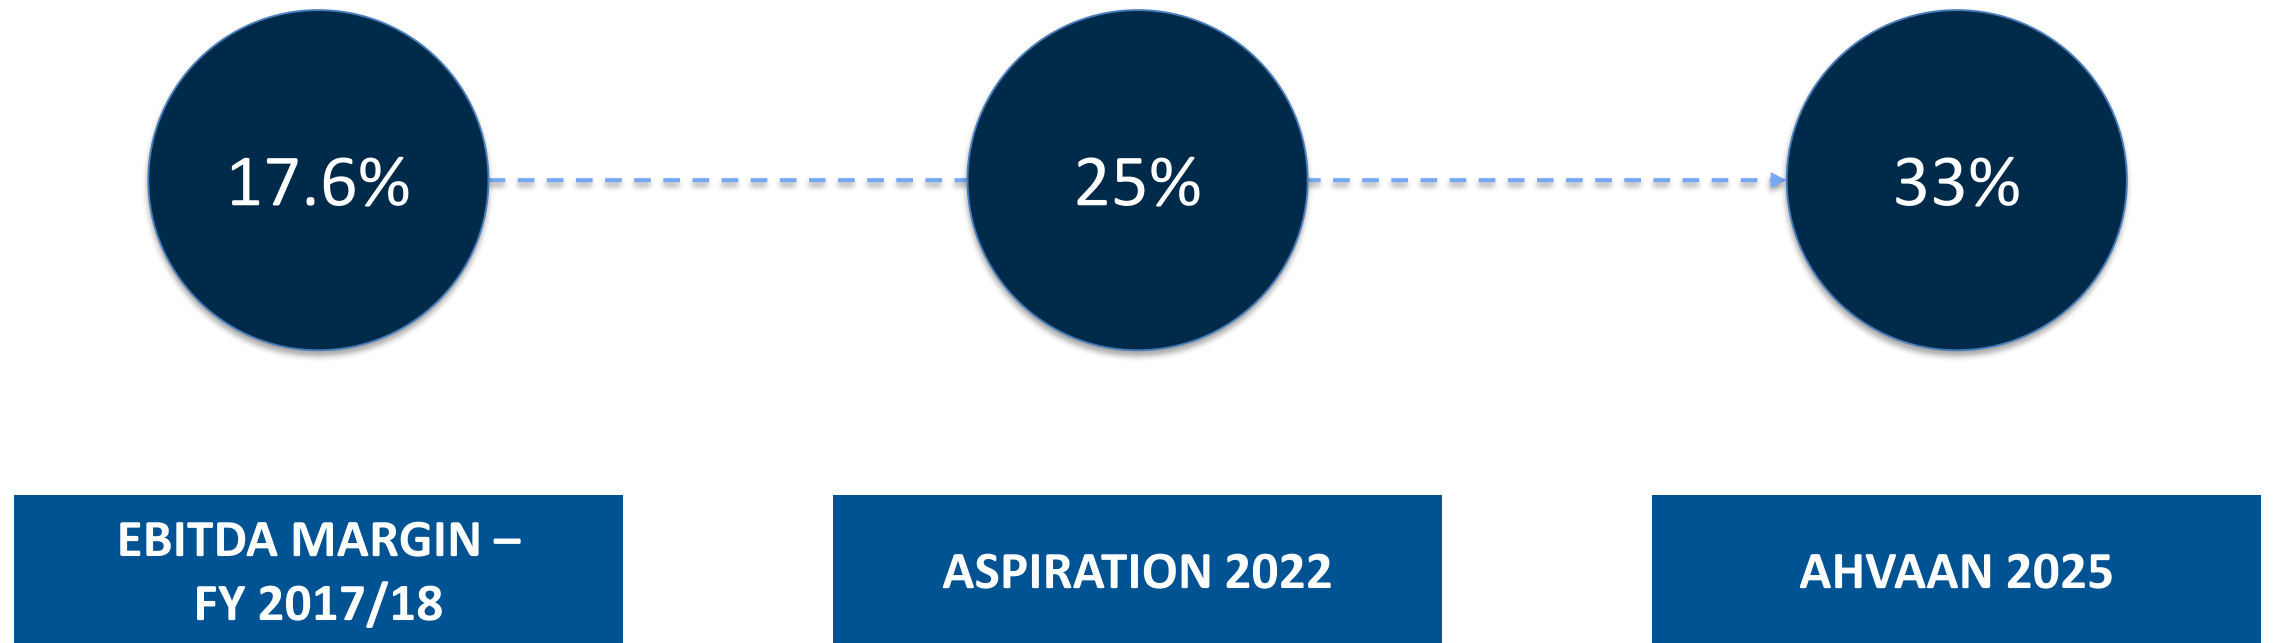 17.6%
25%
33%
EBITDA MARGIN –
FY 2017/18
ASPIRATION 2022
AHVAAN 2025